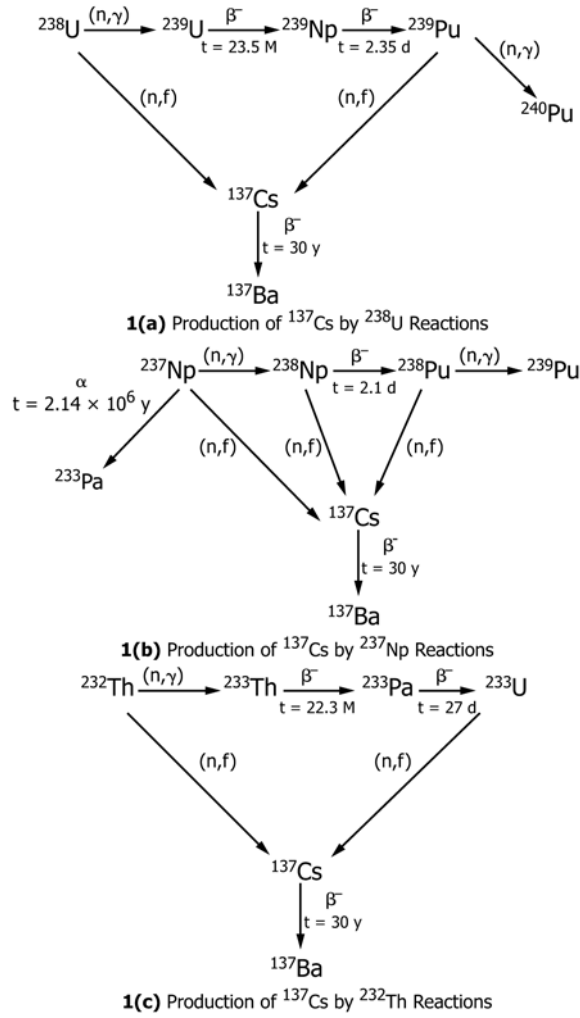 ²³⁸U (n,γ) ²³⁹U β⁻ ²³⁹Np β⁻ ²³⁹Pu
t = 23.5 M t = 2.35 d
(n,γ)
(n,f) (n,f)
²⁴⁰Pu
¹³⁷Cs
β⁻
t = 30 y
¹³⁷Ba
1(a) Production of ¹³⁷Cs by ²³⁸U Reactions
²³⁷Np (n,γ) ²³⁸Np β⁻ ²³⁸Pu (n,γ) ²³⁹Pu
t = 2.1 d
α
t = 2.14 × 10⁶ y
(n,f) (n,f) (n,f)
²³³Pa
¹³⁷Cs
β⁻
t = 30 y
¹³⁷Ba
1(b) Production of ¹³⁷Cs by ²³⁷Np Reactions
²³²Th (n,γ) ²³³Th β⁻ ²³³Pa β⁻ ²³³U
t = 22.3 M t = 27 d
(n,f) (n,f)
¹³⁷Cs
β⁻
t = 30 y
¹³⁷Ba
1(c) Production of ¹³⁷Cs by ²³²Th Reactions